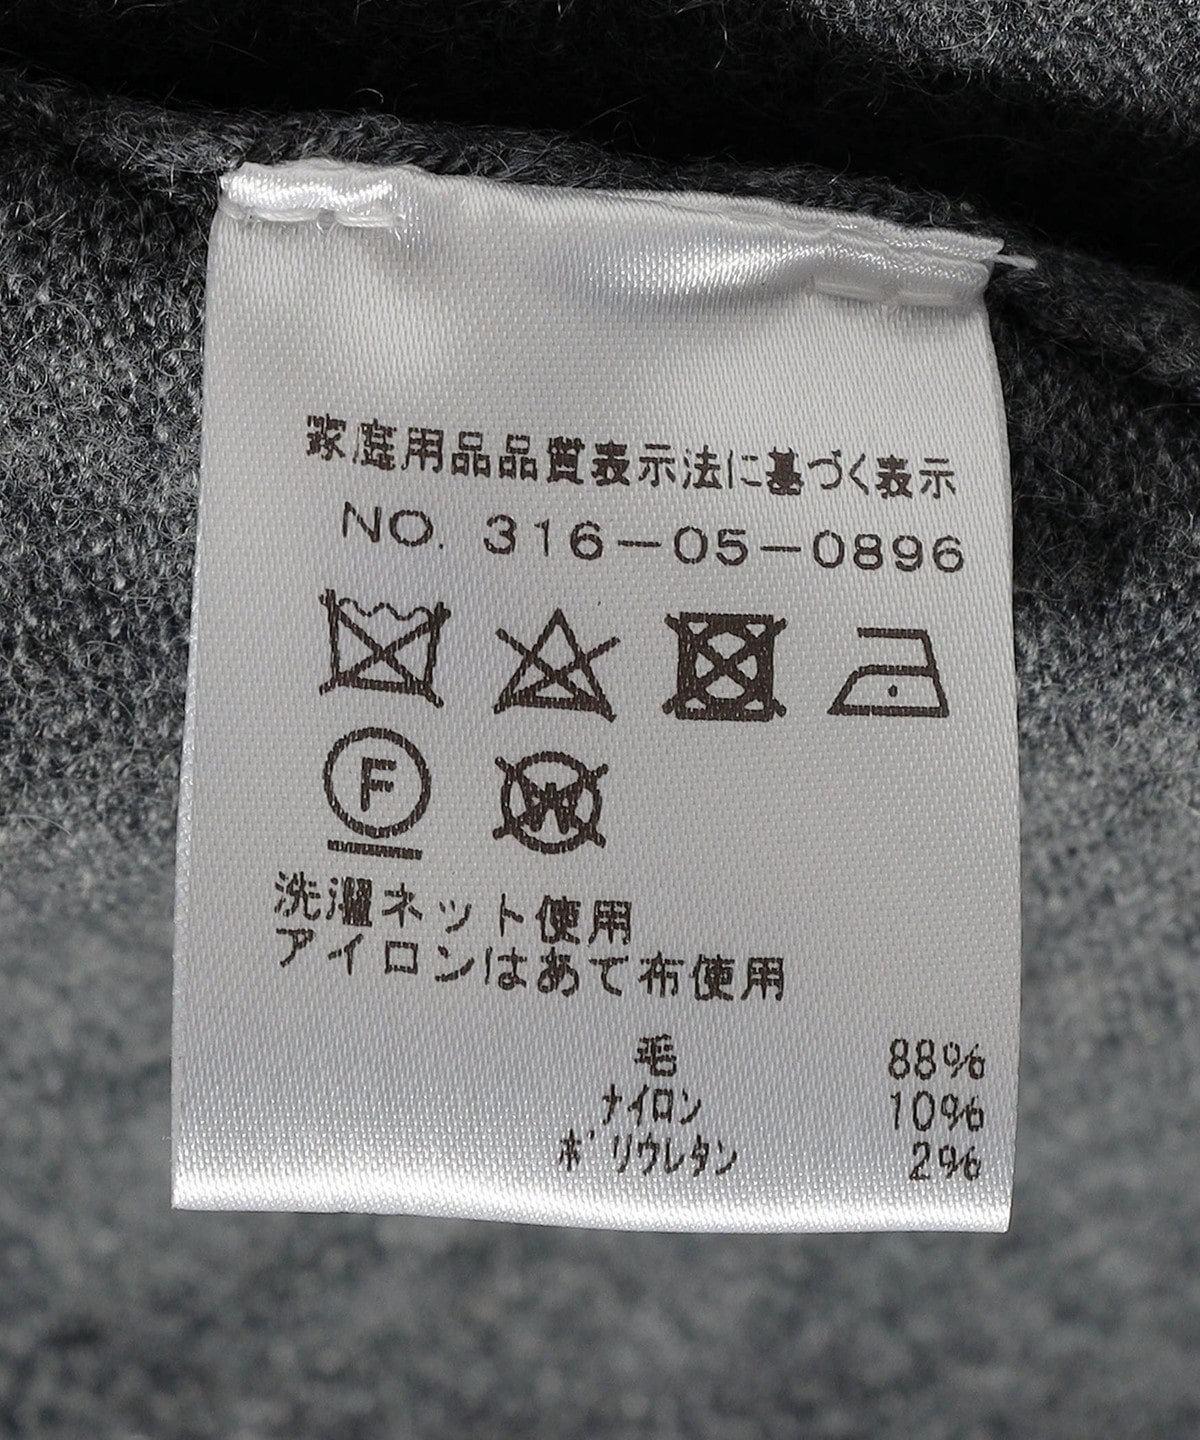 家庭用品品質表示法に基づく表示
NO. 316-05-0896
F
W
洗濯ネット使用
アイロンはあて布使用
毛 88%
ナイロン 10%
ポリウレタン 2%